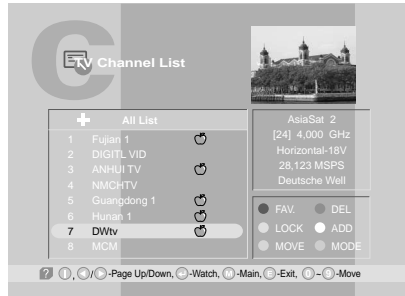 TV Channel List
All List
1 Fujian 1
2 DIGITL VID
3 ANHUI TV
4 NMCHTV
5 Guangdong 1
6 Hunan 1
7 DWtv
8 MCM
AsiaSat 2
[24] 4,000 GHz
Horizontal-18V
28,123 MSPS
Deutsche Well
FAV. DEL
LOCK ADD
MOVE MODE
? , / -Page Up/Down, -Watch, M -Main, E -Exit, 0 ~ 9 -Move